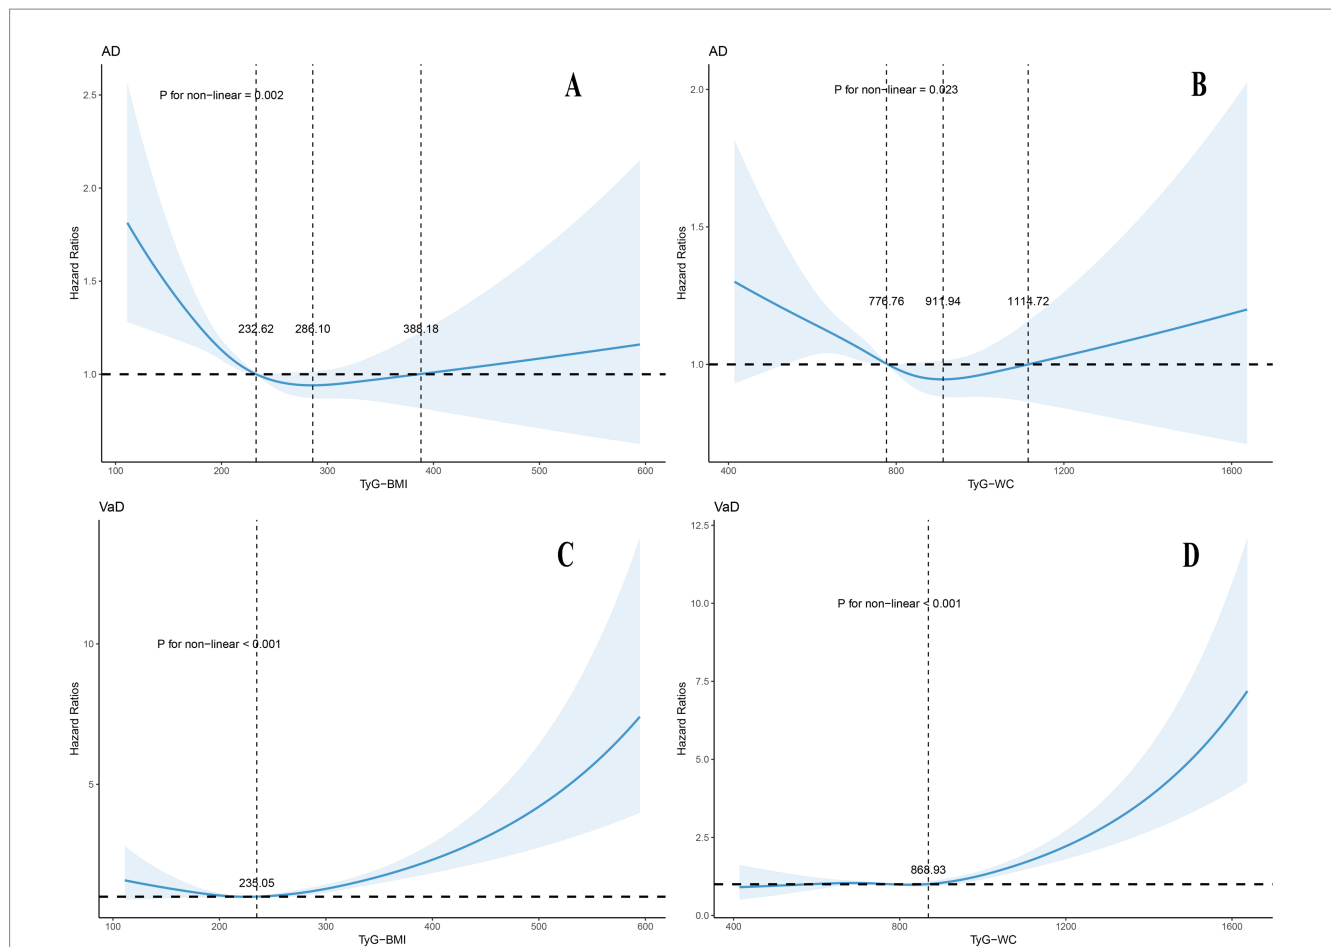 AD
A
P for non−linear = 0.002
2.5
2.0
1.5
1.0
Hazard Ratios
232.62
286.10
388.18
100
200
300
400
500
600
TyG−BMI
AD
B
P for non−linear = 0.023
2.0
1.5
1.0
Hazard Ratios
776.76
911.94
1114.72
400
800
1200
1600
TyG−WC
VaD
C
P for non−linear < 0.001
10
5
Hazard Ratios
235.05
100
200
300
400
500
600
TyG−BMI
VaD
D
P for non−linear < 0.001
12.5
10.0
7.5
5.0
2.5
0.0
Hazard Ratios
868.93
400
800
1200
1600
TyG−WC